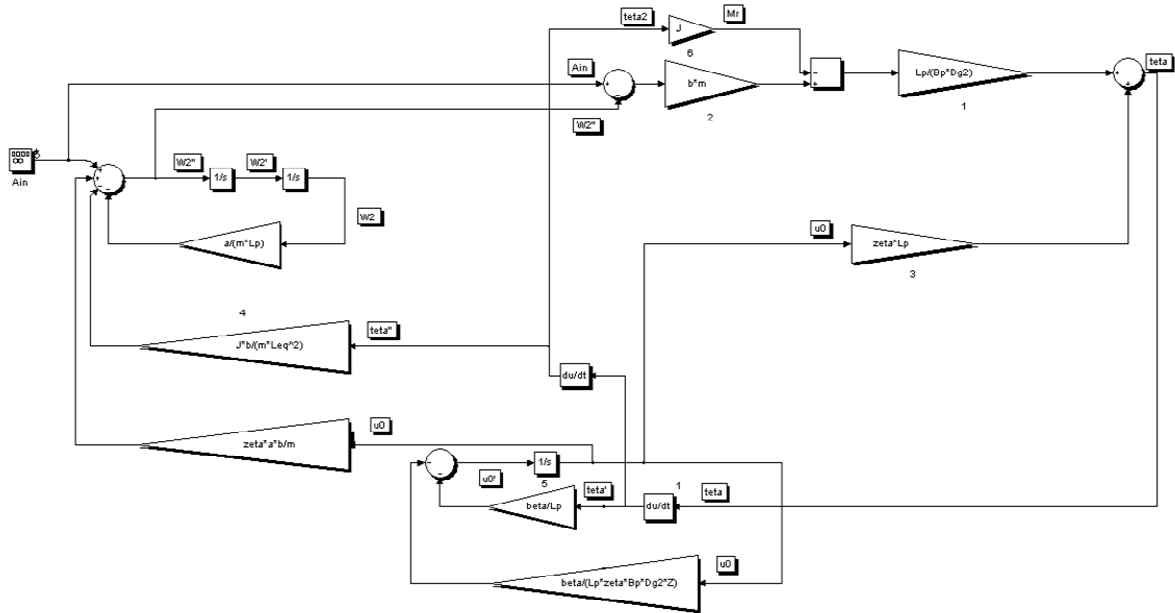 teta2
Mr
J
6
teta
Ain
b*m
2
Lp/(Bp*Dg2)
1
W2"
Ain
W2"
1/s
W2'
1/s
W2
a/(m*Lp)
u0
zeta*Lp
3
4
J*b/(m*Leq^2)
teta"
du/dt
zeta*a*b/m
u0
u0'
1/s
5
beta/Lp
teta'
1
du/dt
teta
beta/(Lp*zeta*Bp*Dg2*Z)
u0